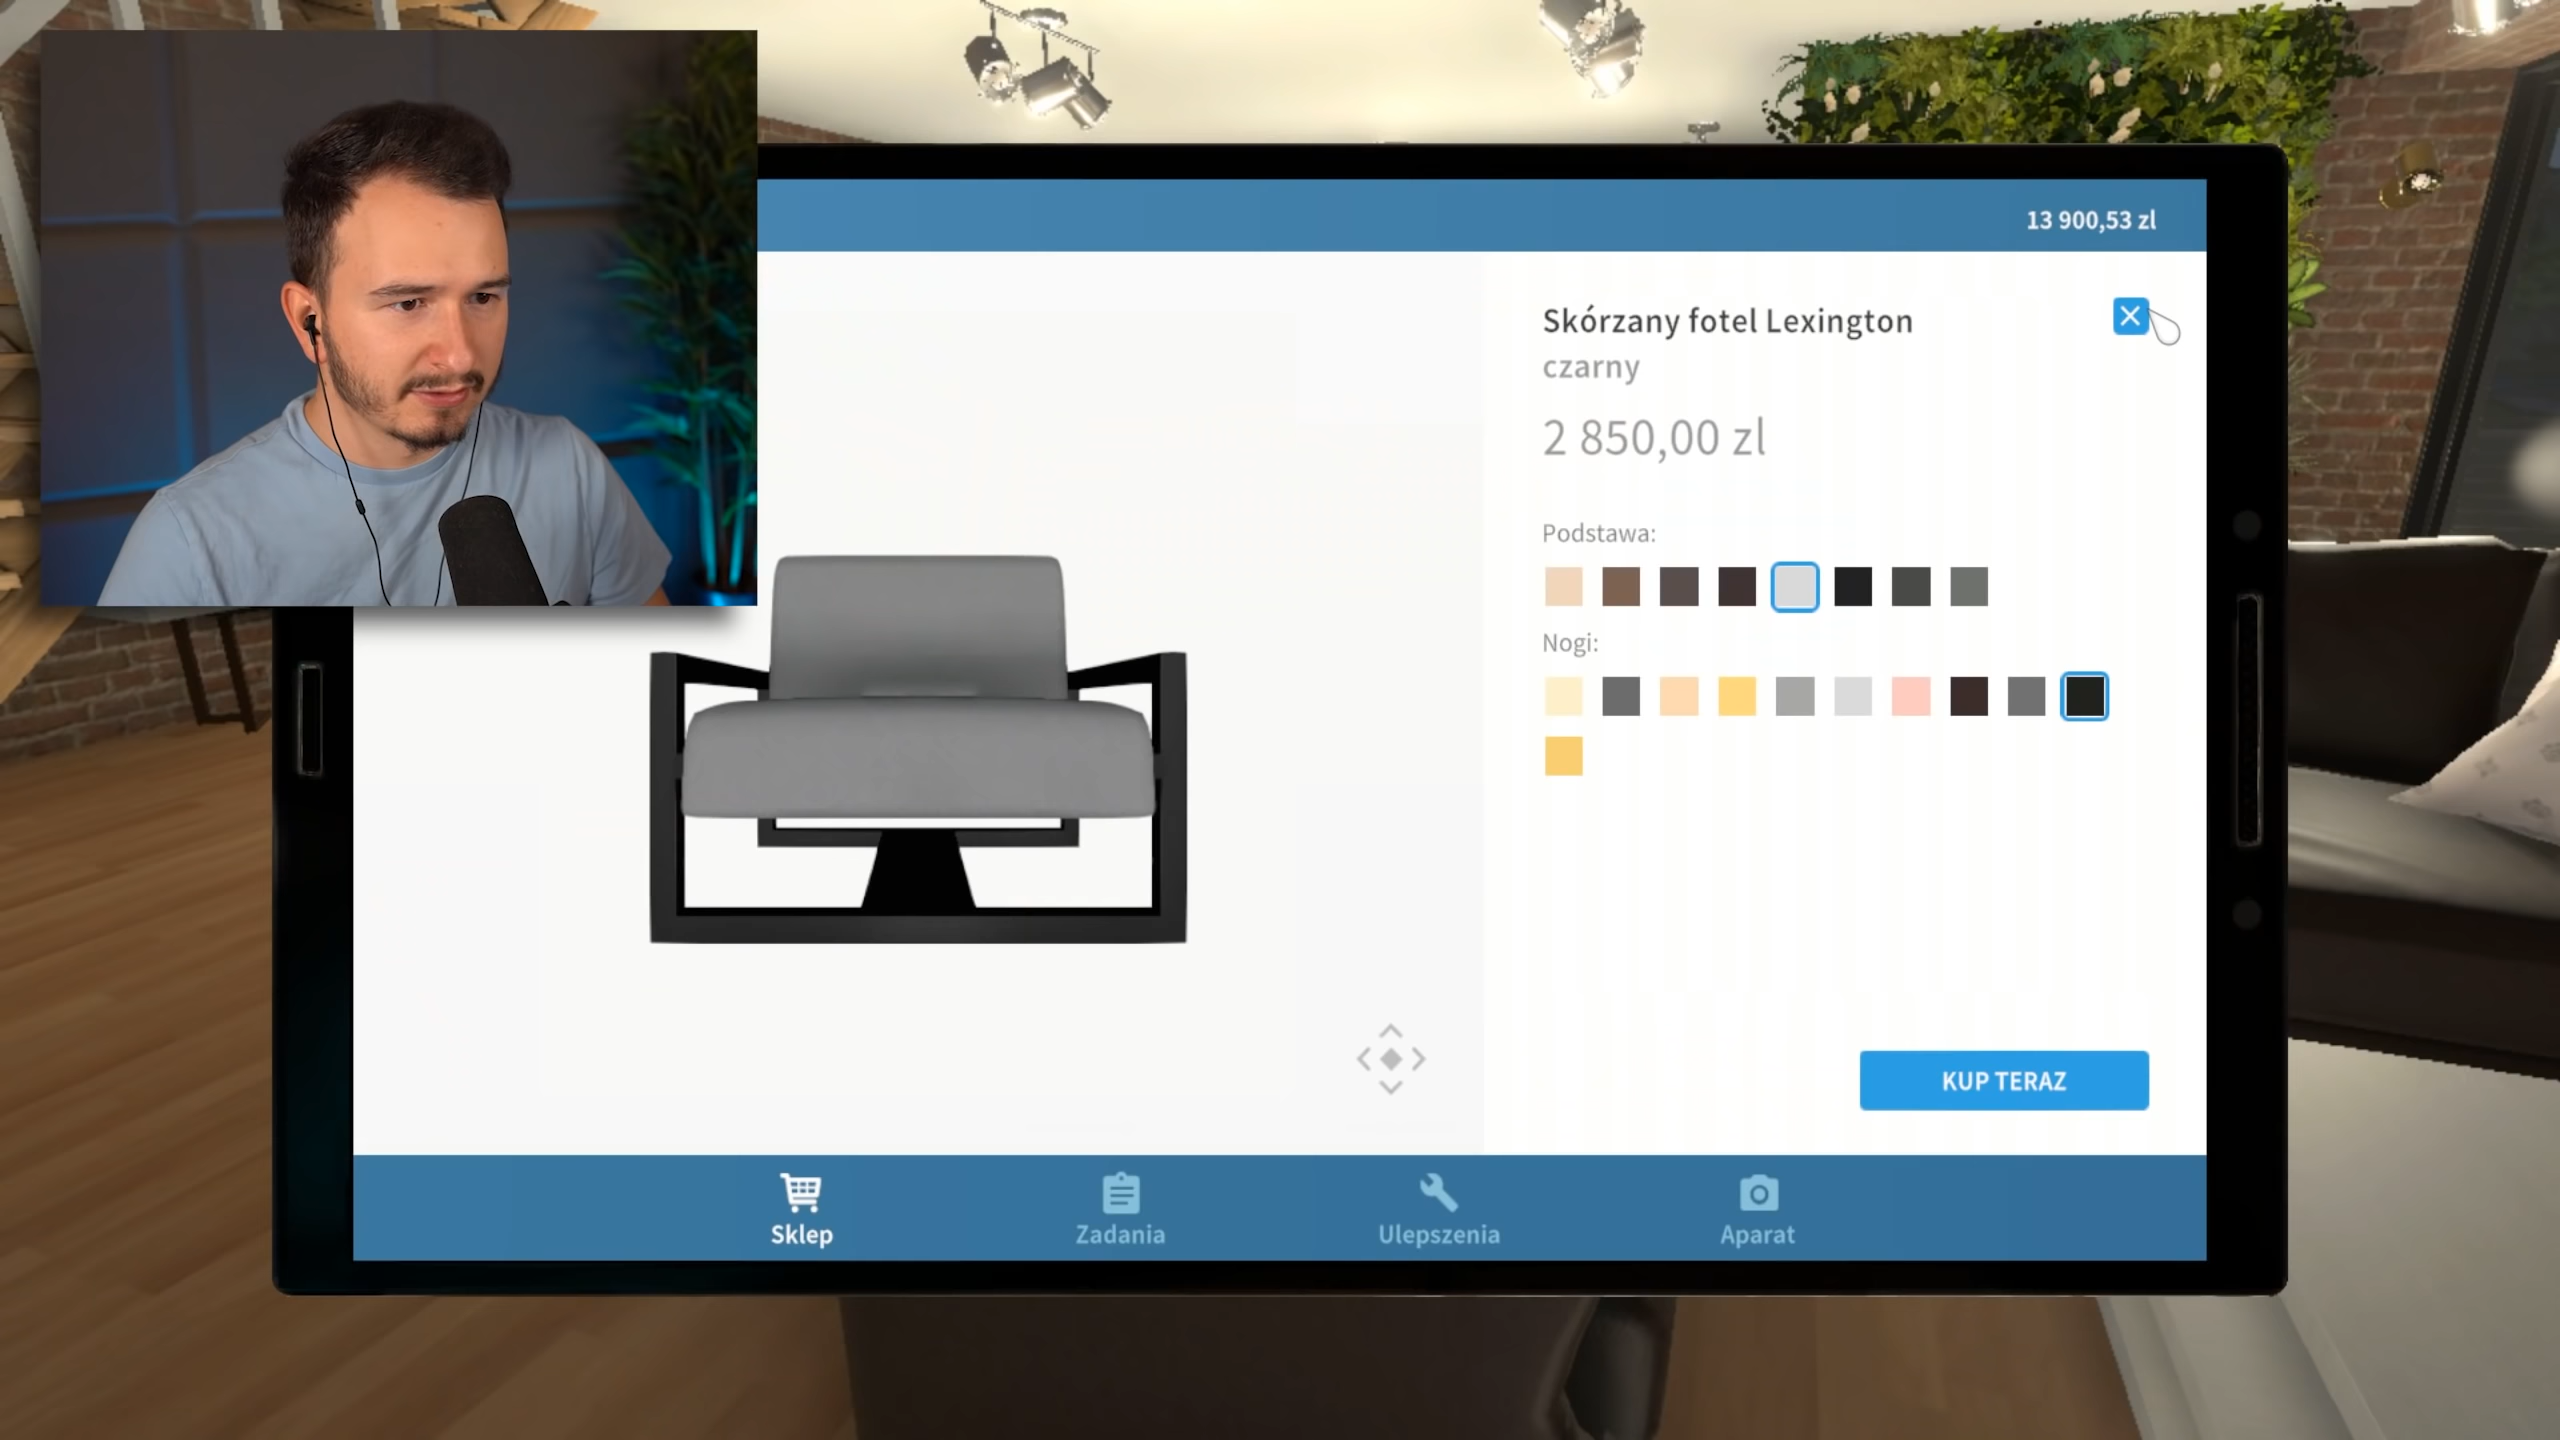 13 900,53 zl
Skórzany fotel Lexington
czarny
2 850,00 zl
Podstawa:
Nogi:
KUP TERAZ
Sklep
Zadania
Ulepszenia
Aparat